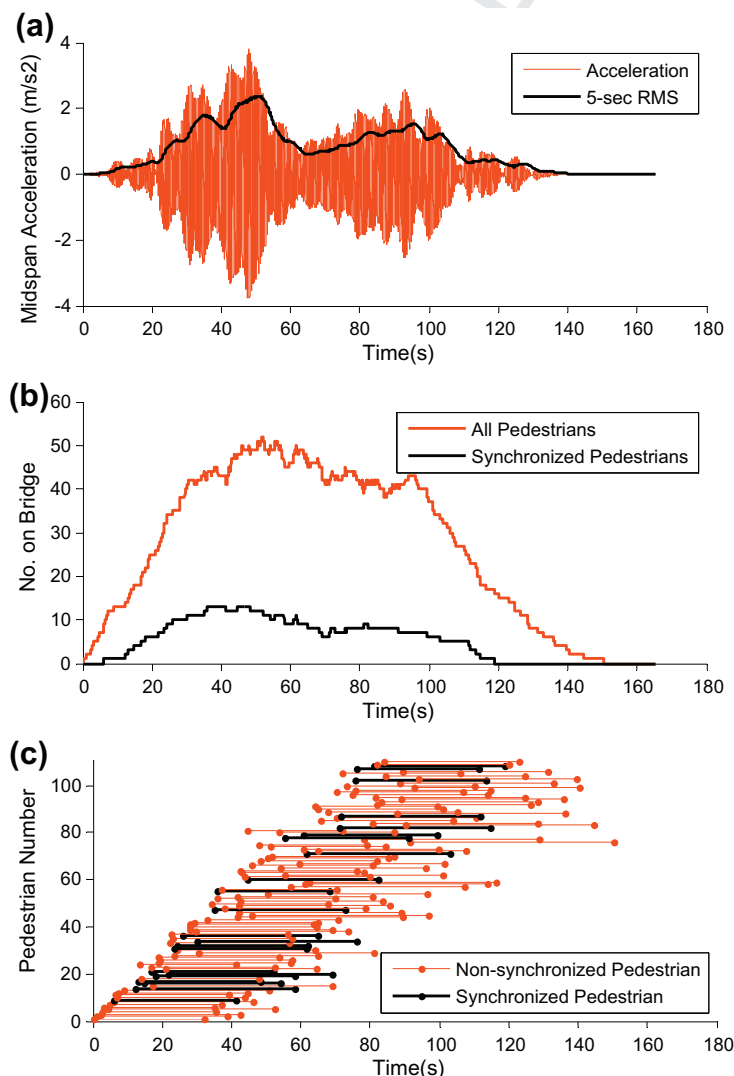 (a)
4
2
0
-2
-4
Midspan Acceleration (m/s2)
Acceleration
5-sec RMS
0 20 40 60 80 100 120 140 160 180
Time(s)
(b)
60
50
40
30
20
10
0
No. on Bridge
All Pedestrians
Synchronized Pedestrians
0 20 40 60 80 100 120 140 160 180
Time(s)
(c)
100
80
60
40
20
0
Pedestrian Number
Non-synchronized Pedestrian
Synchronized Pedestrian
0 20 40 60 80 100 120 140 160 180
Time(s)